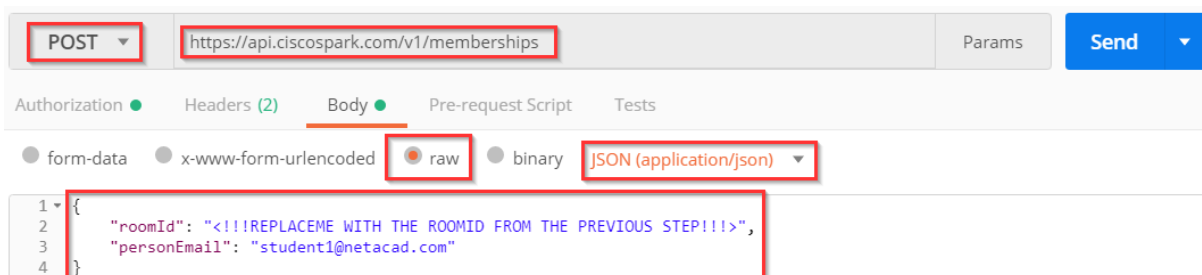 POST https://api.ciscospark.com/v1/memberships Params Send
Authorization Headers (2) Body Pre-request Script Tests
form-data x-www-form-urlencoded raw binary JSON (application/json)
1 {
2 "roomId": "<!!!REPLACEME WITH THE ROOMID FROM THE PREVIOUS STEP!!!>",
3 "personEmail": "student1@netacad.com"
4 }